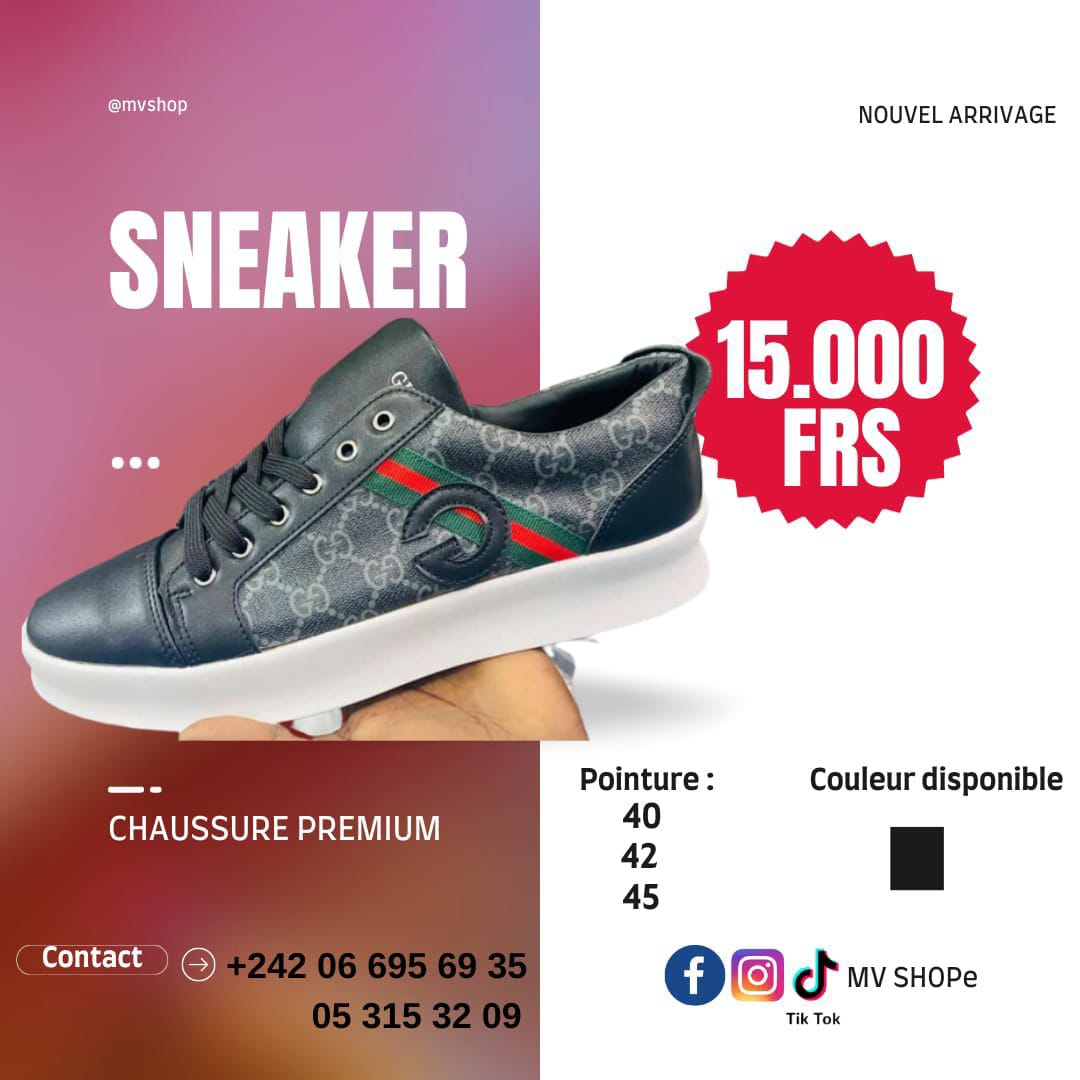 @mvshop
NOUVEL ARRIVAGE
SNEAKER
15.000
FRS
CHAUSSURE PREMIUM
Pointure :
40
42
45
Couleur disponible
Contact
+242 06 695 69 35
05 315 32 09
MV SHOPe
Tik Tok